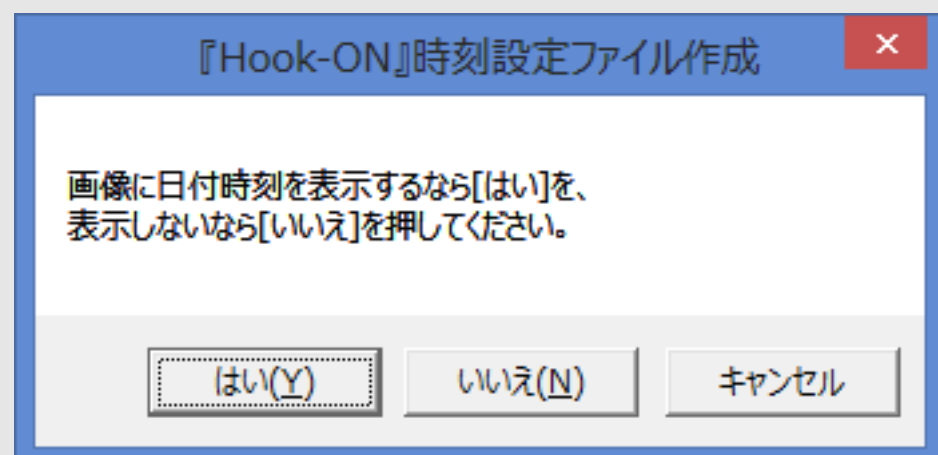 『Hook-ON』時刻設定ファイル作成
画像に日付時刻を表示するなら[はい]を、
表示しないなら[いいえ]を押してください。
はい(Y)
いいえ(N)
キャンセル